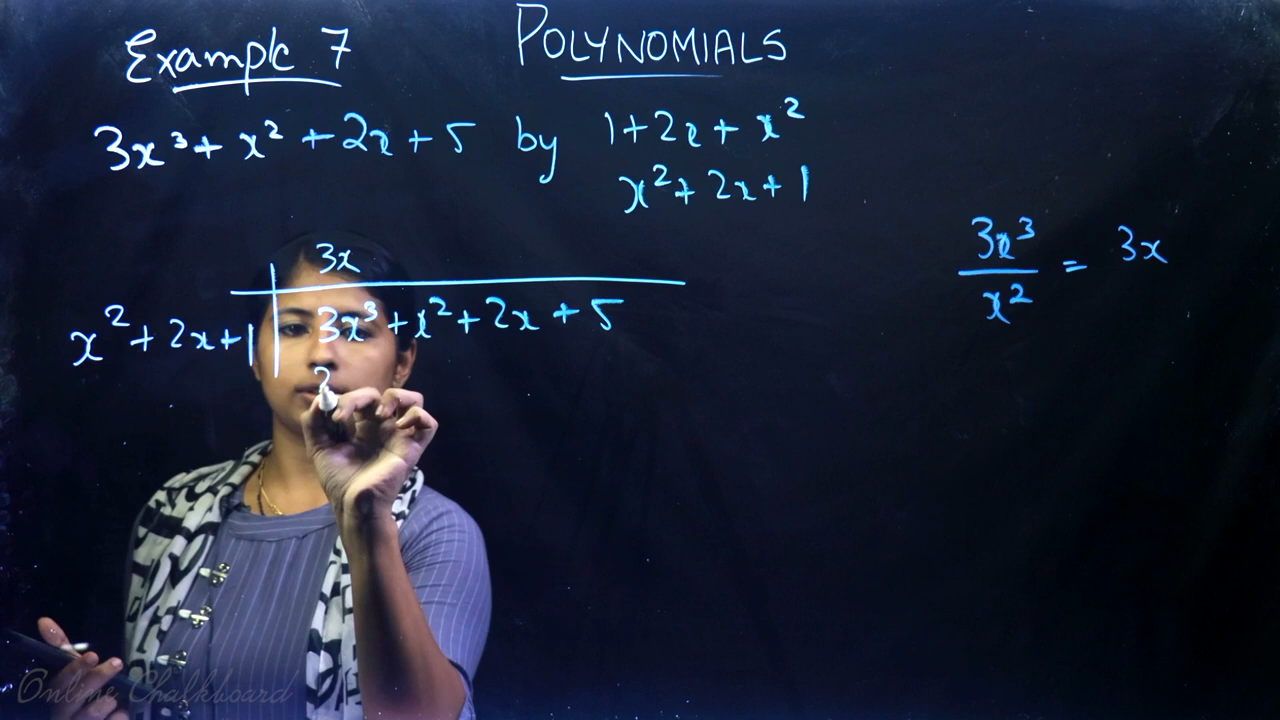 Example 7
POLYNOMIALS
3x³ + x² + 2x + 5 by 1 + 2x + x²
x² + 2x + 1
3x³ / x² = 3x
3x
x² + 2x + 1 | 3x³ + x² + 2x + 5
3
Online Chalkboard